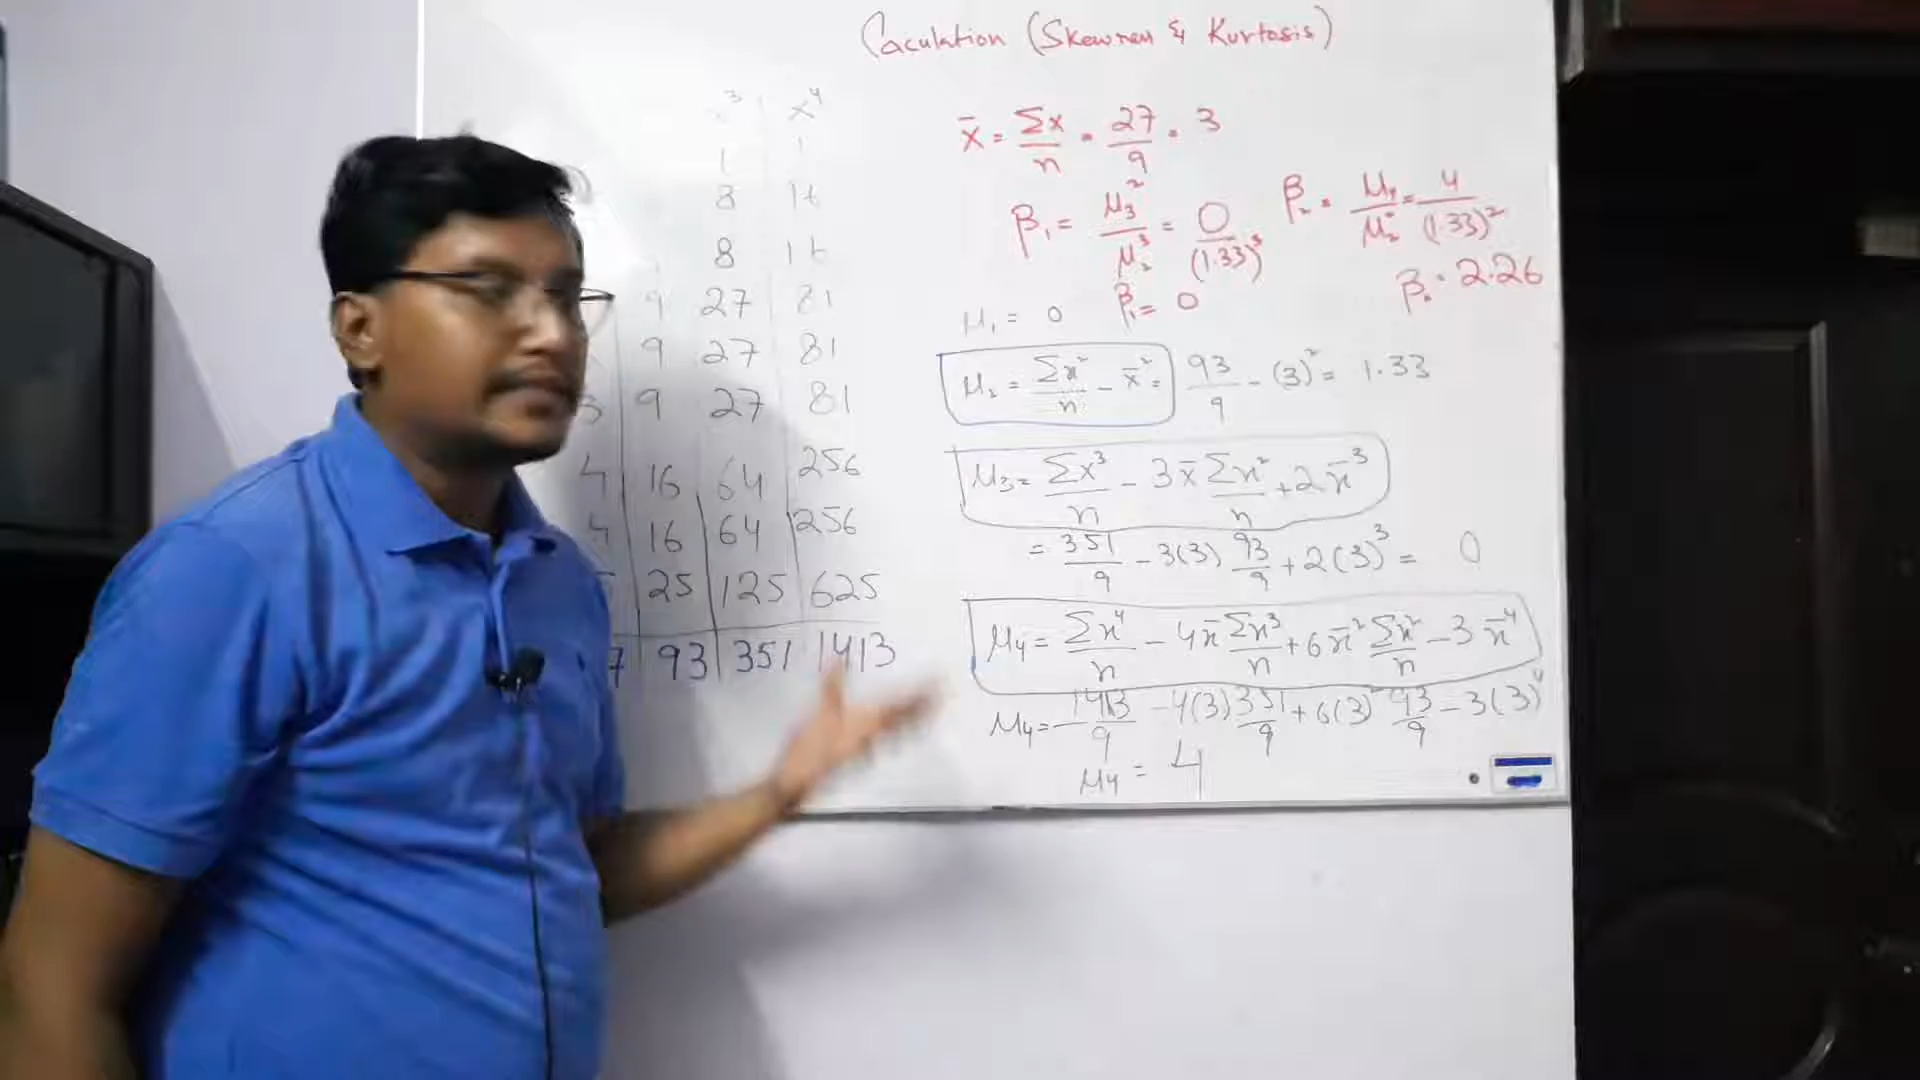 Caculation (Skewness & Kurtosis)
x̄ = Σx/n = 27/9 = 3
β₁ = μ₃²/μ₂³ = 0/(1.33)³
β₁ = 0
β₂ = μ₄/μ₂² = 4/(1.33)²
β₂ = 2.26
μ₁ = 0
μ₂ = Σx²/n - x̄² = 93/9 - (3)² = 1.33
μ₃ = Σx³/n - 3x̄ Σx²/n + 2x̄³
= 351/9 - 3(3) 93/9 + 2(3)³ = 0
μ₄ = Σx⁴/n - 4x̄ Σx³/n + 6x̄² Σx²/n - 3x̄⁴
μ₄ = 1413/9 - 4(3) 351/9 + 6(3)² 93/9 - 3(3)⁴
μ₄ = 4
x³ x⁴
1 1
8 16
8 16
9 27 81
9 27 81
3 9 27 81
4 16 64 256
4 16 64 256
25 125 625
7 93 351 1413